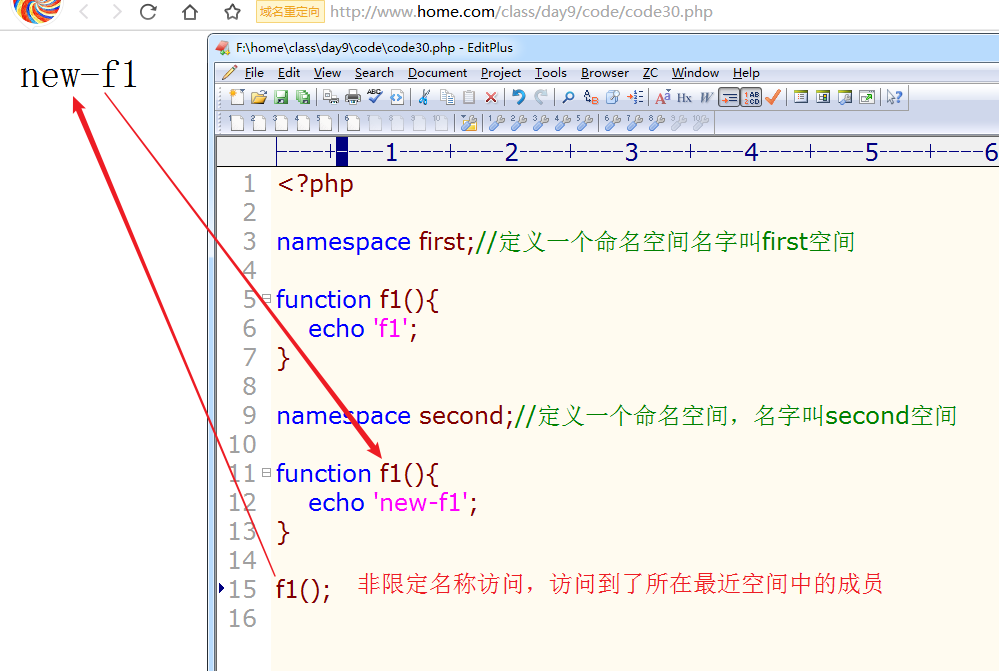 域名重定向 http://www.home.com/class/day9/code/code30.php
new-f1
F:\home\class\day9\code\code30.php - EditPlus
File Edit View Search Document Project Tools Browser ZC Window Help
----+----1----+----2----+----3----+----4----+----5----+----6
1 <?php
2
3 namespace first;//定义一个命名空间名字叫first空间
4
5 function f1(){
6 echo 'f1';
7 }
8
9 namespace second;//定义一个命名空间，名字叫second空间
10
11 function f1(){
12 echo 'new-f1';
13 }
14
15 f1(); 非限定名称访问，访问到了所在最近空间中的成员
16